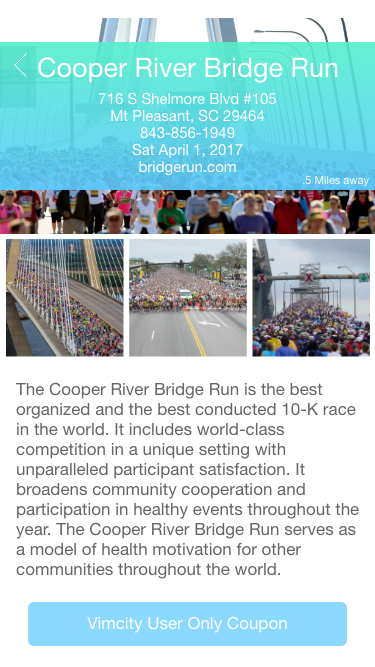 Cooper River Bridge Run
716 S Shelmore Blvd #105
Mt Pleasant, SC 29464
843-856-1949
Sat April 1, 2017
bridgerun.com
.5 Miles away
The Cooper River Bridge Run is the best
organized and the best conducted 10-K race
in the world. It includes world-class
competition in a unique setting with
unparalleled participant satisfaction. It
broadens community cooperation and
participation in healthy events throughout the
year. The Cooper River Bridge Run serves as
a model of health motivation for other
communities throughout the world.
Vimcity User Only Coupon